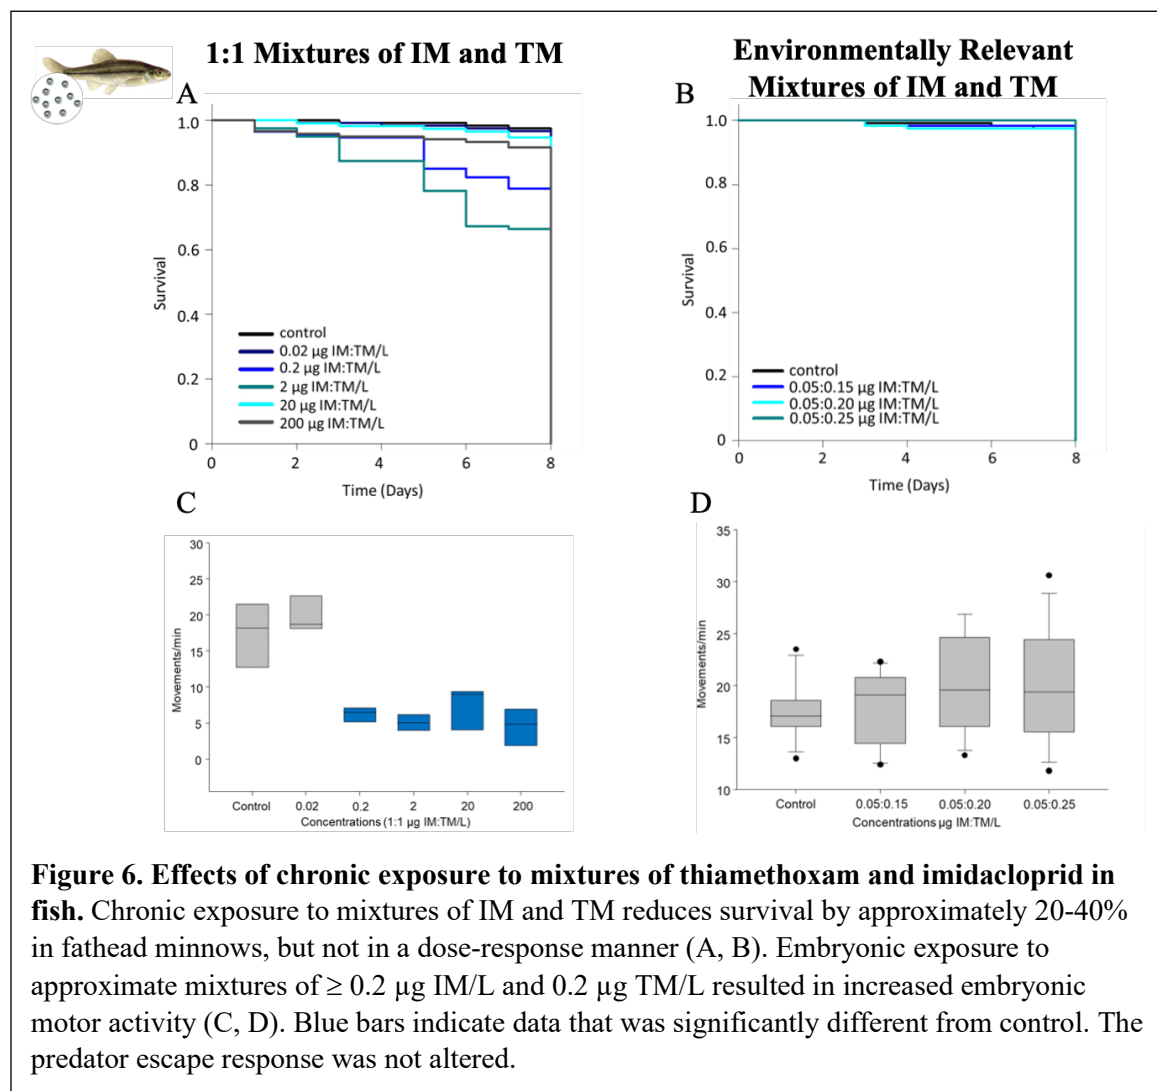 1:1 Mixtures of IM and TM
Environmentally Relevant
Mixtures of IM and TM
A
1.0
0.8
0.6
0.4
0.2
0
Survival
control
0.02 µg IM:TM/L
0.2 µg IM:TM/L
2 µg IM:TM/L
20 µg IM:TM/L
200 µg IM:TM/L
0 2 4 6 8
Time (Days)
B
1.0
0.8
0.6
0.4
0.2
0
Survival
control
0.05:0.15 µg IM:TM/L
0.05:0.20 µg IM:TM/L
0.05:0.25 µg IM:TM/L
0 2 4 6 8
Time (Days)
C
30
25
20
15
10
5
0
Movements/min
Control 0.02 0.2 2 20 200
Concentrations (1:1 µg IM:TM/L)
D
35
30
25
20
15
10
Movements/min
Control 0.05:0.15 0.05:0.20 0.05:0.25
Concentrations µg IM:TM/L
Figure 6. Effects of chronic exposure to mixtures of thiamethoxam and imidacloprid in
fish. Chronic exposure to mixtures of IM and TM reduces survival by approximately 20-40%
in fathead minnows, but not in a dose-response manner (A, B). Embryonic exposure to
approximate mixtures of ≥ 0.2 µg IM/L and 0.2 µg TM/L resulted in increased embryonic
motor activity (C, D). Blue bars indicate data that was significantly different from control. The
predator escape response was not altered.